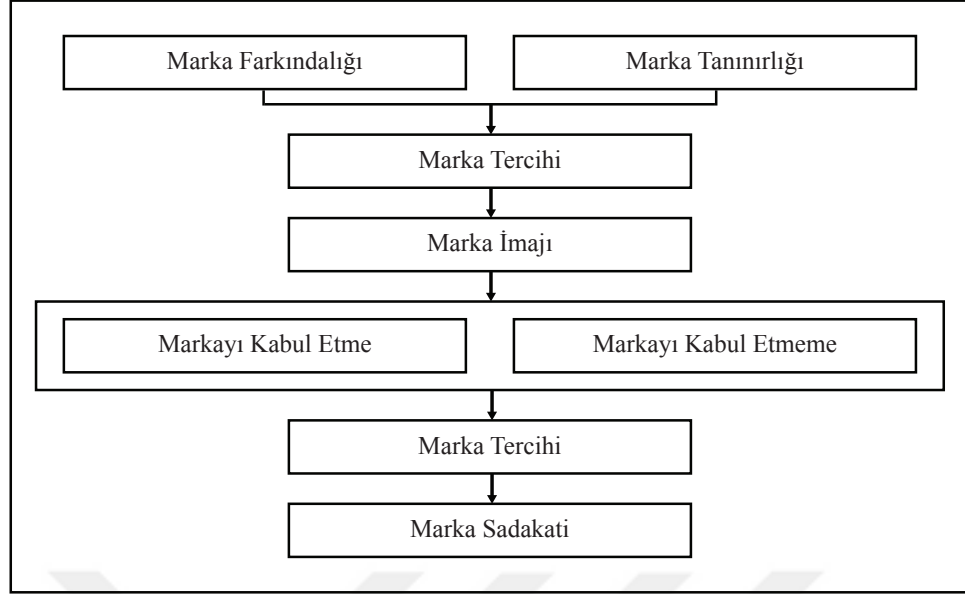 Marka Farkındalığı
Marka Tanınırlığı
Marka Tercihi
Marka İmajı
Markayı Kabul Etme
Markayı Kabul Etmeme
Marka Tercihi
Marka Sadakati